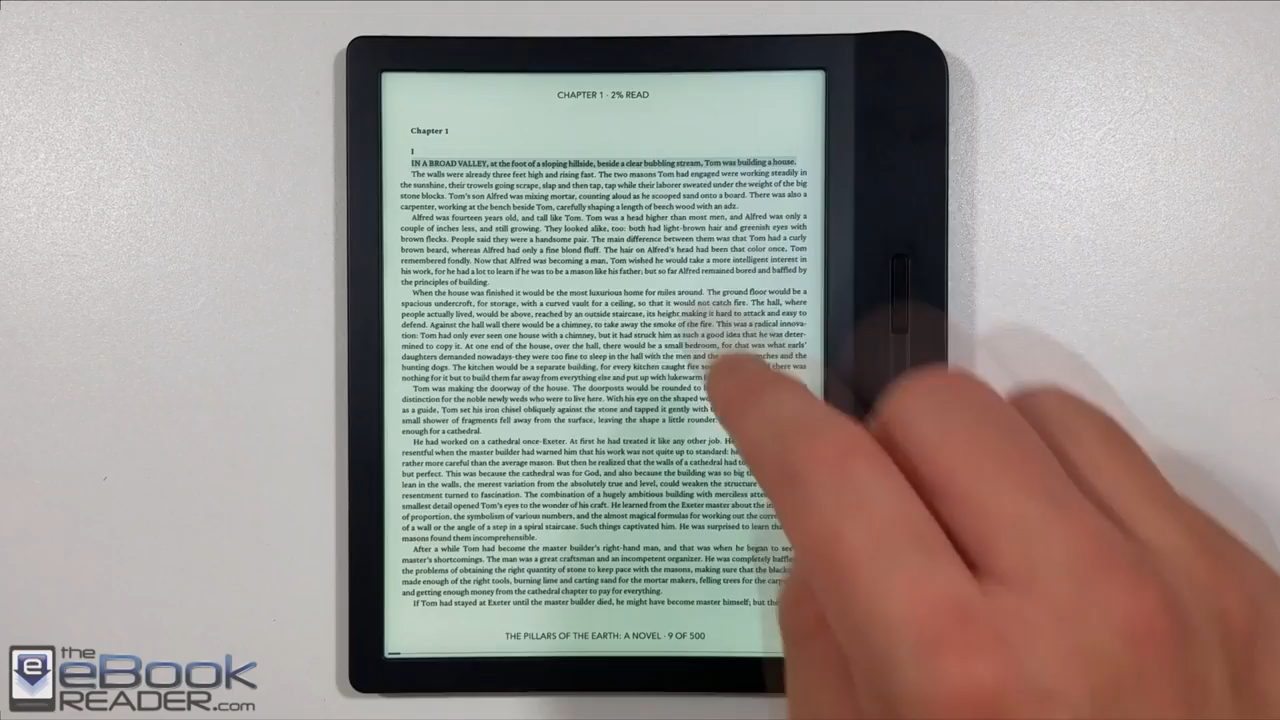 CHAPTER 1 · 2% READ
Chapter 1
I
IN A BROAD VALLEY, at the foot of a sloping hillside, beside a clear bubbling stream, Tom was building a house.
The walls were already three feet high and rising fast. The two masons Tom had engaged were working steadily in
the sunshine, their trowels going scrape, slap and then tap, tap while their laborer sweated under the weight of the big
stone blocks. Tom's son Alfred was mixing mortar, counting aloud as he scooped sand onto a board. There was also a
carpenter, working at the bench beside Tom, carefully shaping a length of beech wood with an adz.
Alfred was fourteen years old, and tall like Tom. Tom was a head higher than most men, and Alfred was only a
couple of inches less, and still growing. They looked alike, too: both had light-brown hair and greenish eyes with
brown flecks. People said they were a handsome pair. The main difference between them was that Tom had a curly
brown beard, whereas Alfred had only a fine blond fluff. The hair on Alfred's head had been that color once, Tom
remembered fondly. Now that Alfred was becoming a man, Tom wished he would take a more intelligent interest in
his work, for he had a lot to learn if he was to be a mason like his father; but so far Alfred remained bored and baffled by
the principles of building.
When the house was finished it would be the most luxurious home for miles around. The ground floor would be a
spacious undercroft, for storage, with a curved vault for a ceiling, so that it would not catch fire. The hall, where
people actually lived, would be above, reached by an outside staircase, its height making it hard to attack and easy to
defend. Against the hall wall there would be a chimney, to take away the smoke of the fire. This was a radical innova-
tion: Tom had only ever seen one house with a chimney, but it had struck him as such a good idea that he was deter-
mined to copy it. At one end of the house, over the hall, there would be a small bedroom, for that was what earls'
daughters demanded nowadays-they were too fine to sleep in the hall with the men and the nches and the
hunting dogs. The kitchen would be a separate building, for every kitchen caught fire there was
nothing for it but to build them far away from everything else and put up with lukewarm
Tom was making the doorway of the house. The doorposts would be rounded to
distinction for the noble newly weds who were to live here. With his eye on the shaped
as a guide, Tom set his iron chisel obliquely against the stone and tapped it gently with
small shower of fragments fell away from the surface, leaving the shape a little rounder
enough for a cathedral.
He had worked on a cathedral once-Exeter. At first he had treated it like any other job. He
resentful when the master builder had warned him that his work was not quite up to standard:
rather more careful than the average mason. But then he realized that the walls of a cathedral had
but perfect. This was because the cathedral was for God, and also because the building was so big
lean in the walls, the merest variation from the absolutely true and level, could weaken the structure
resentment turned to fascination. The combination of a hugely ambitious building with merciless
smallest detail opened Tom's eyes to the wonder of his craft. He learned from the Exeter master about the
of proportion, the symbolism of various numbers, and the almost magical formulas for working out the
of a wall or the angle of a step in a spiral staircase. Such things captivated him. He was surprised to learn
masons found them incomprehensible.
After a while Tom had become the master builder's right-hand man, and that was when he began to
master's shortcomings. The man was a great craftsman and an incompetent organizer. He was completely
the problems of obtaining the right quantity of stone to keep pace with the masons, making sure that the
made enough of the right tools, burning lime and carting sand for the mortar makers, felling trees for the
and getting enough money from the cathedral chapter to pay for everything.
If Tom had stayed at Exeter until the master builder died, he might have become master himself; but
THE PILLARS OF THE EARTH: A NOVEL · 9 OF 500
the
eBook
READER.com